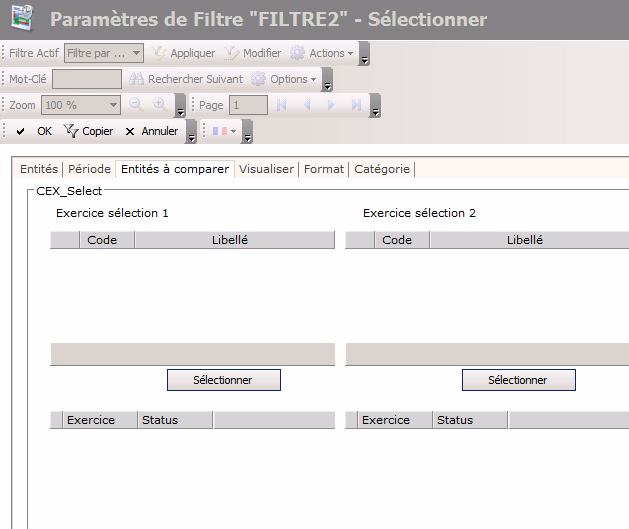 Paramètres de Filtre "FILTRE2" - Sélectionner
Filtre Actif Filtre par ... Appliquer Modifier Actions
Mot-Clé Rechercher Suivant Options
Zoom 100 % Page 1
OK Copier Annuler
Entités Période Entités à comparer Visualiser Format Catégorie
CEX_Select
Exercice sélection 1 Exercice sélection 2
Code Libellé Code Libellé
Sélectionner Sélectionner
Exercice Status Exercice Status